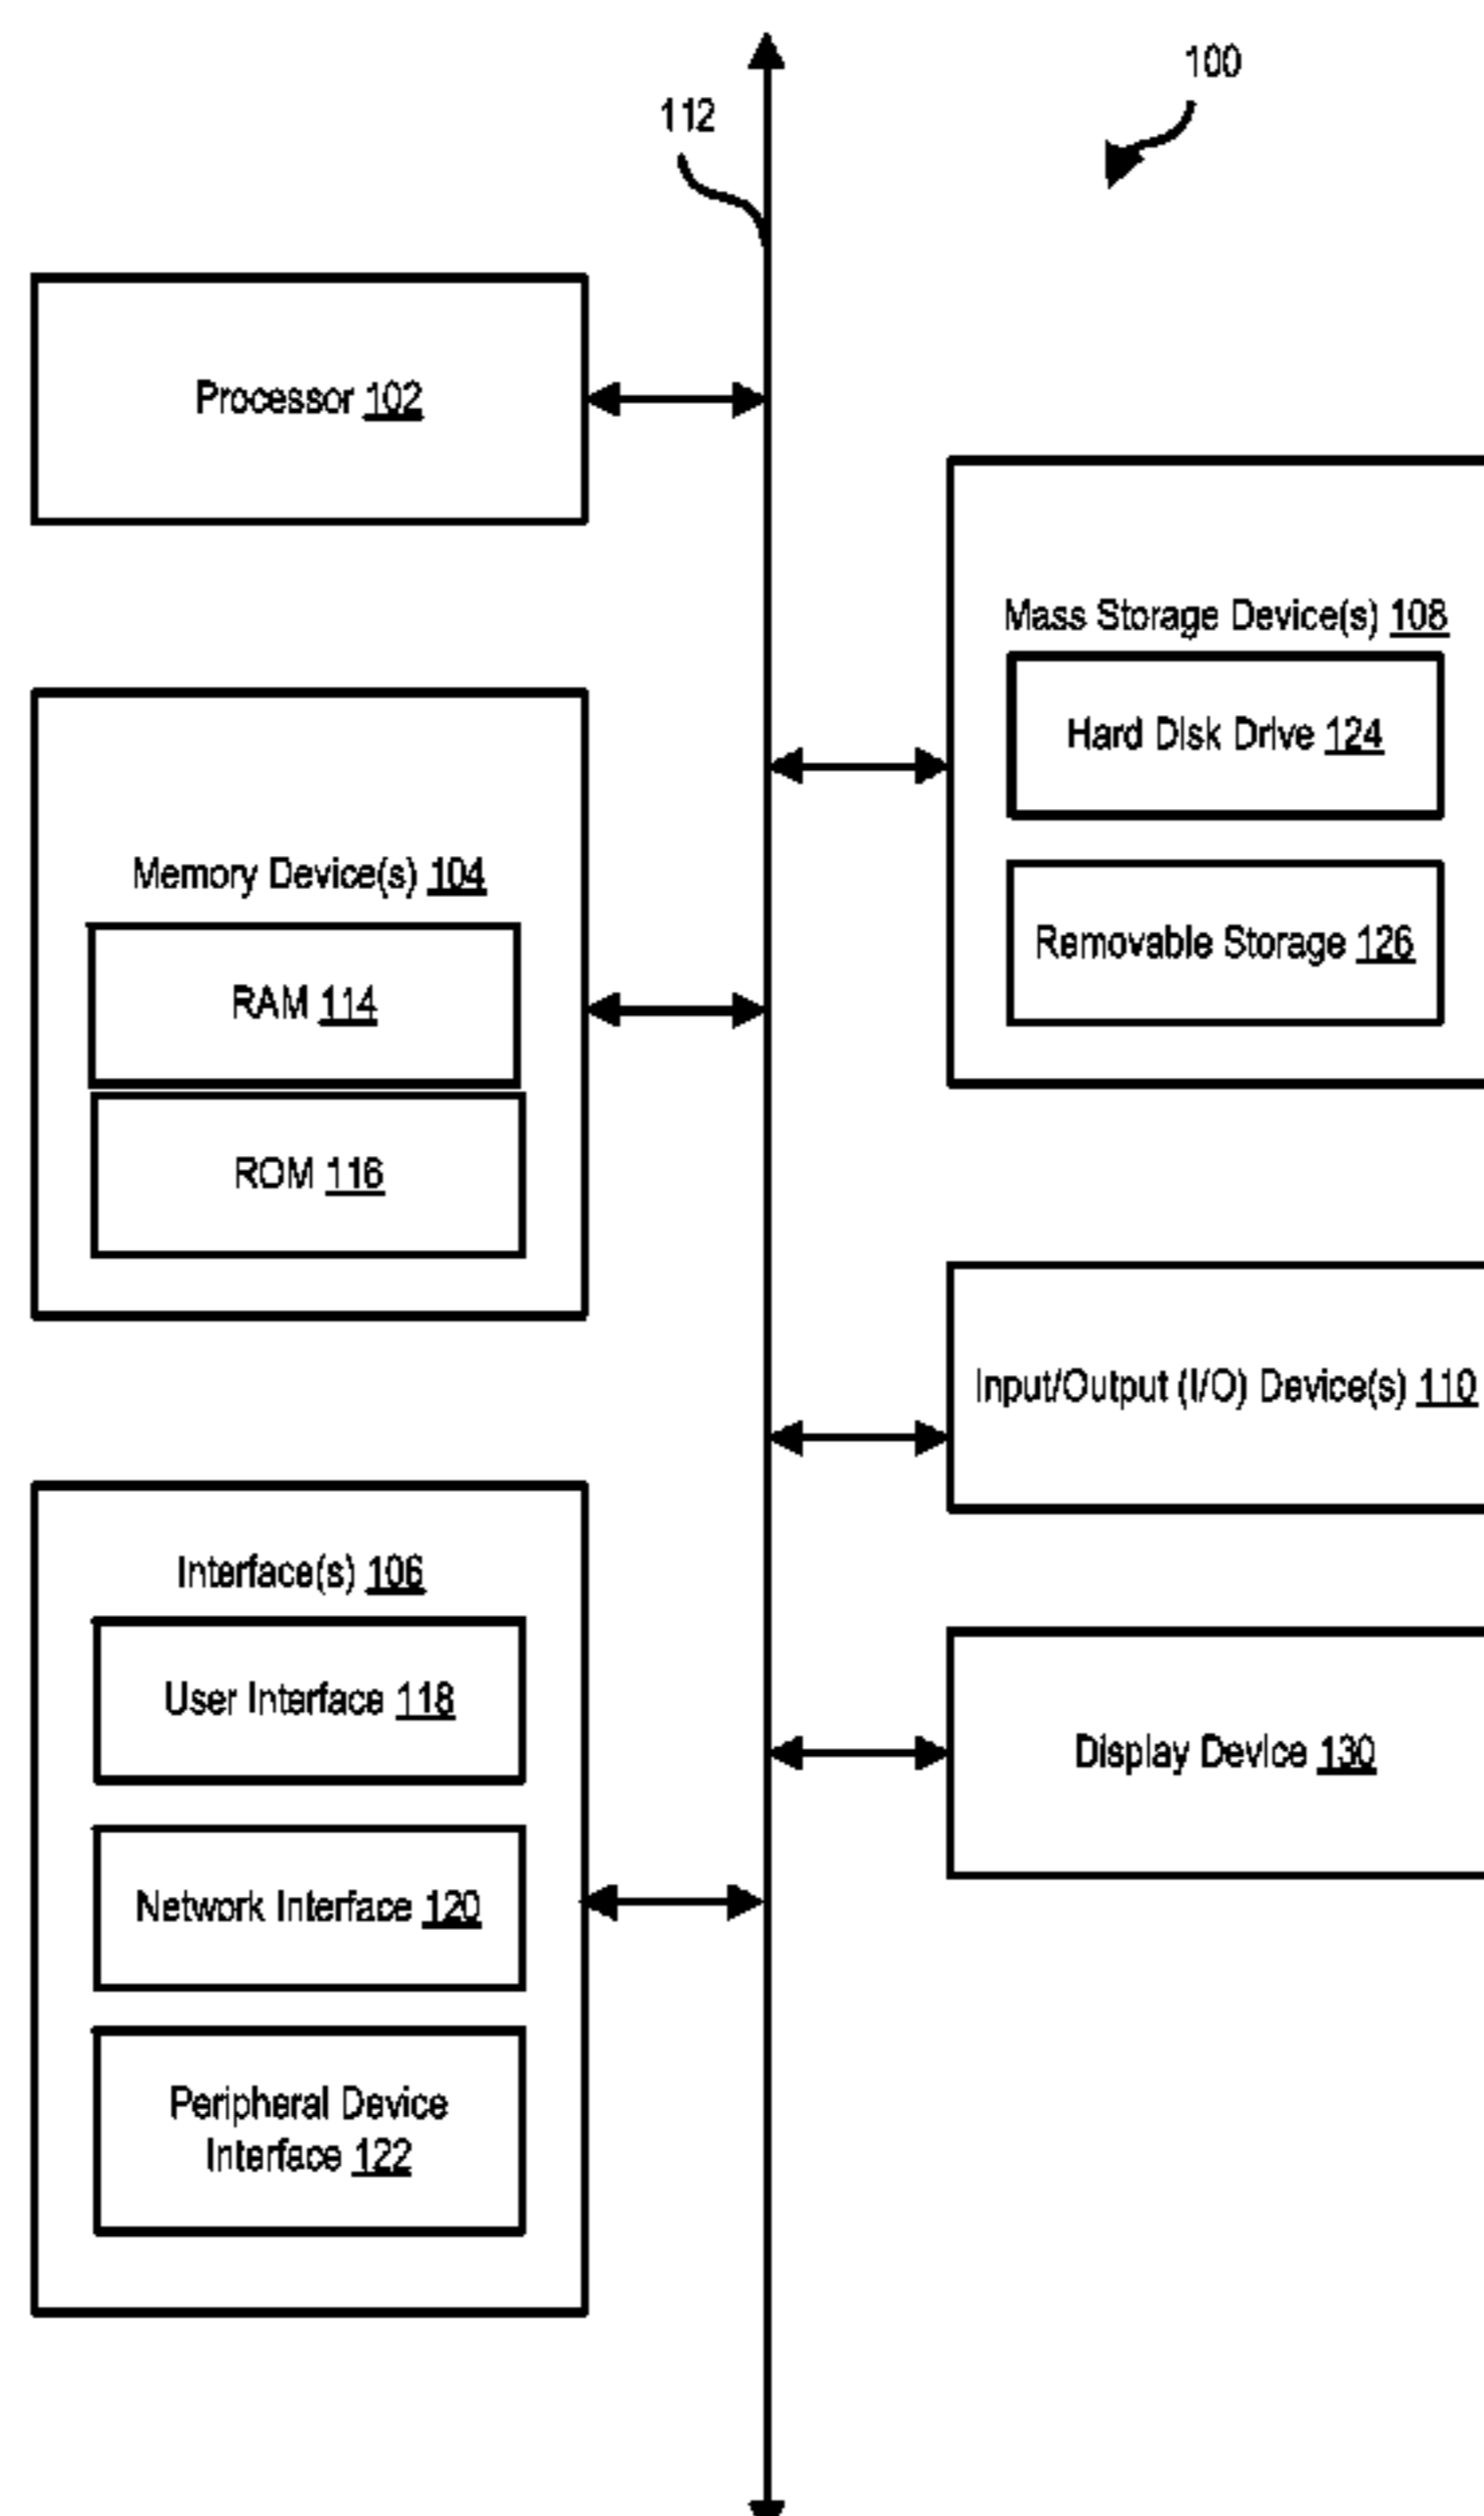 100
112
Processor 102
Mass Storage Device(s) 108
Hard Disk Drive 124
Removable Storage 126
Memory Device(s) 104
RAM 114
ROM 116
Input/Output (I/O) Device(s) 110
Interface(s) 106
User Interface 118
Network Interface 120
Peripheral Device
Interface 122
Display Device 130